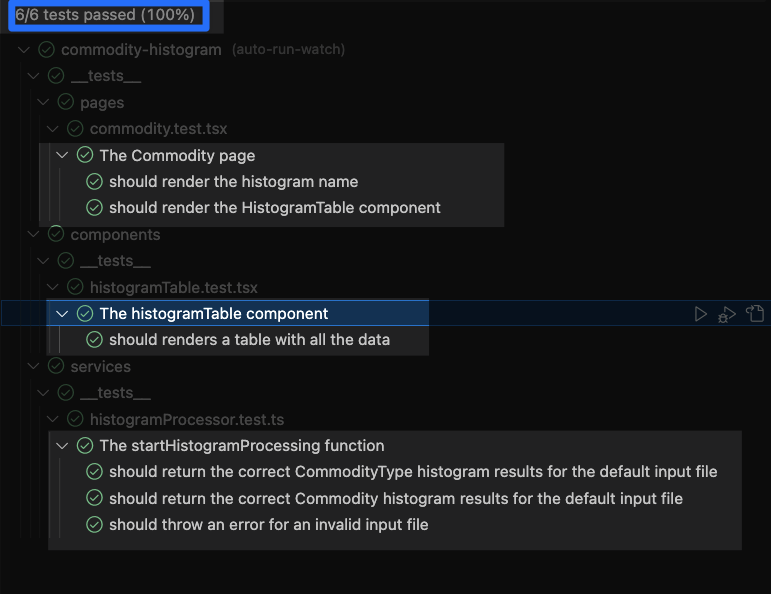 6/6 tests passed (100%)
commodity-histogram (auto-run-watch)
__tests__
pages
commodity.test.tsx
The Commodity page
should render the histogram name
should render the HistogramTable component
components
__tests__
histogramTable.test.tsx
The histogramTable component
should renders a table with all the data
services
__tests__
histogramProcessor.test.ts
The startHistogramProcessing function
should return the correct CommodityType histogram results for the default input file
should return the correct Commodity histogram results for the default input file
should throw an error for an invalid input file